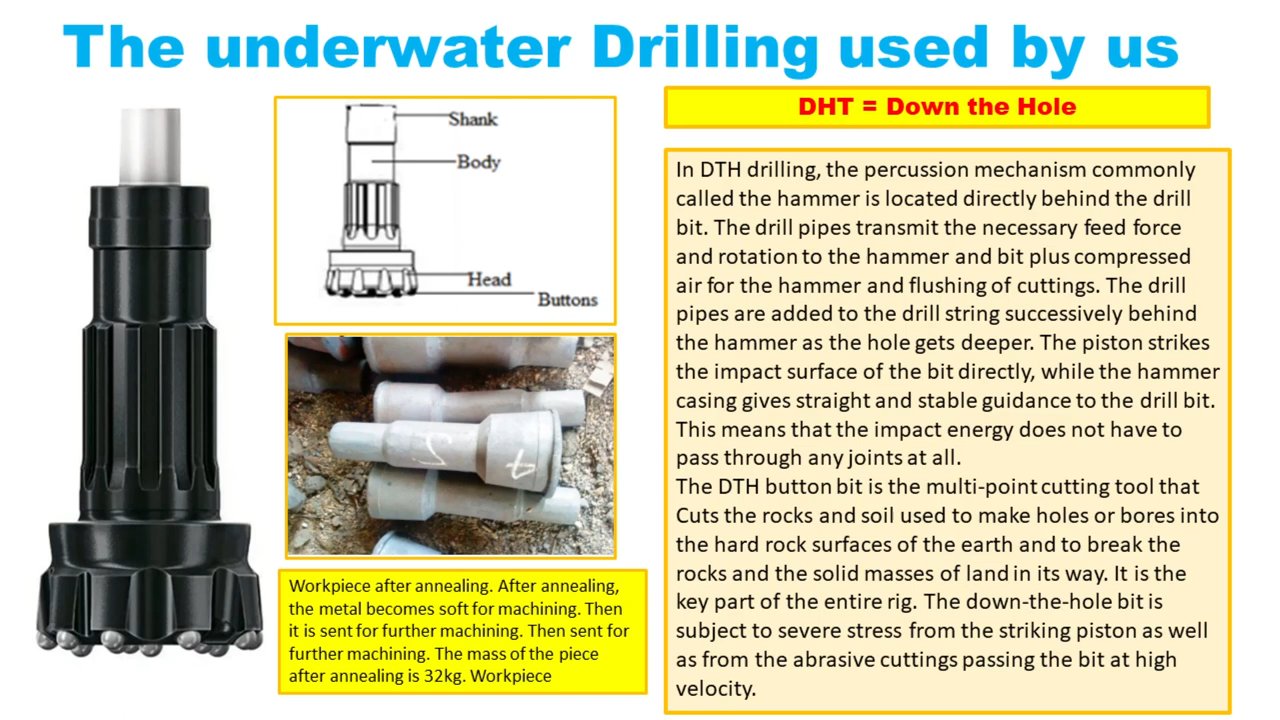 The underwater Drilling used by us
DHT = Down the Hole
Shank
Body
Head
Buttons
In DTH drilling, the percussion mechanism commonly
called the hammer is located directly behind the drill
bit. The drill pipes transmit the necessary feed force
and rotation to the hammer and bit plus compressed
air for the hammer and flushing of cuttings. The drill
pipes are added to the drill string successively behind
the hammer as the hole gets deeper. The piston strikes
the impact surface of the bit directly, while the hammer
casing gives straight and stable guidance to the drill bit.
This means that the impact energy does not have to
pass through any joints at all.
The DTH button bit is the multi-point cutting tool that
Cuts the rocks and soil used to make holes or bores into
the hard rock surfaces of the earth and to break the
rocks and the solid masses of land in its way. It is the
key part of the entire rig. The down-the-hole bit is
subject to severe stress from the striking piston as well
as from the abrasive cuttings passing the bit at high
velocity.
Workpiece after annealing. After annealing,
the metal becomes soft for machining. Then
it is sent for further machining. Then sent for
further machining. The mass of the piece
after annealing is 32kg. Workpiece